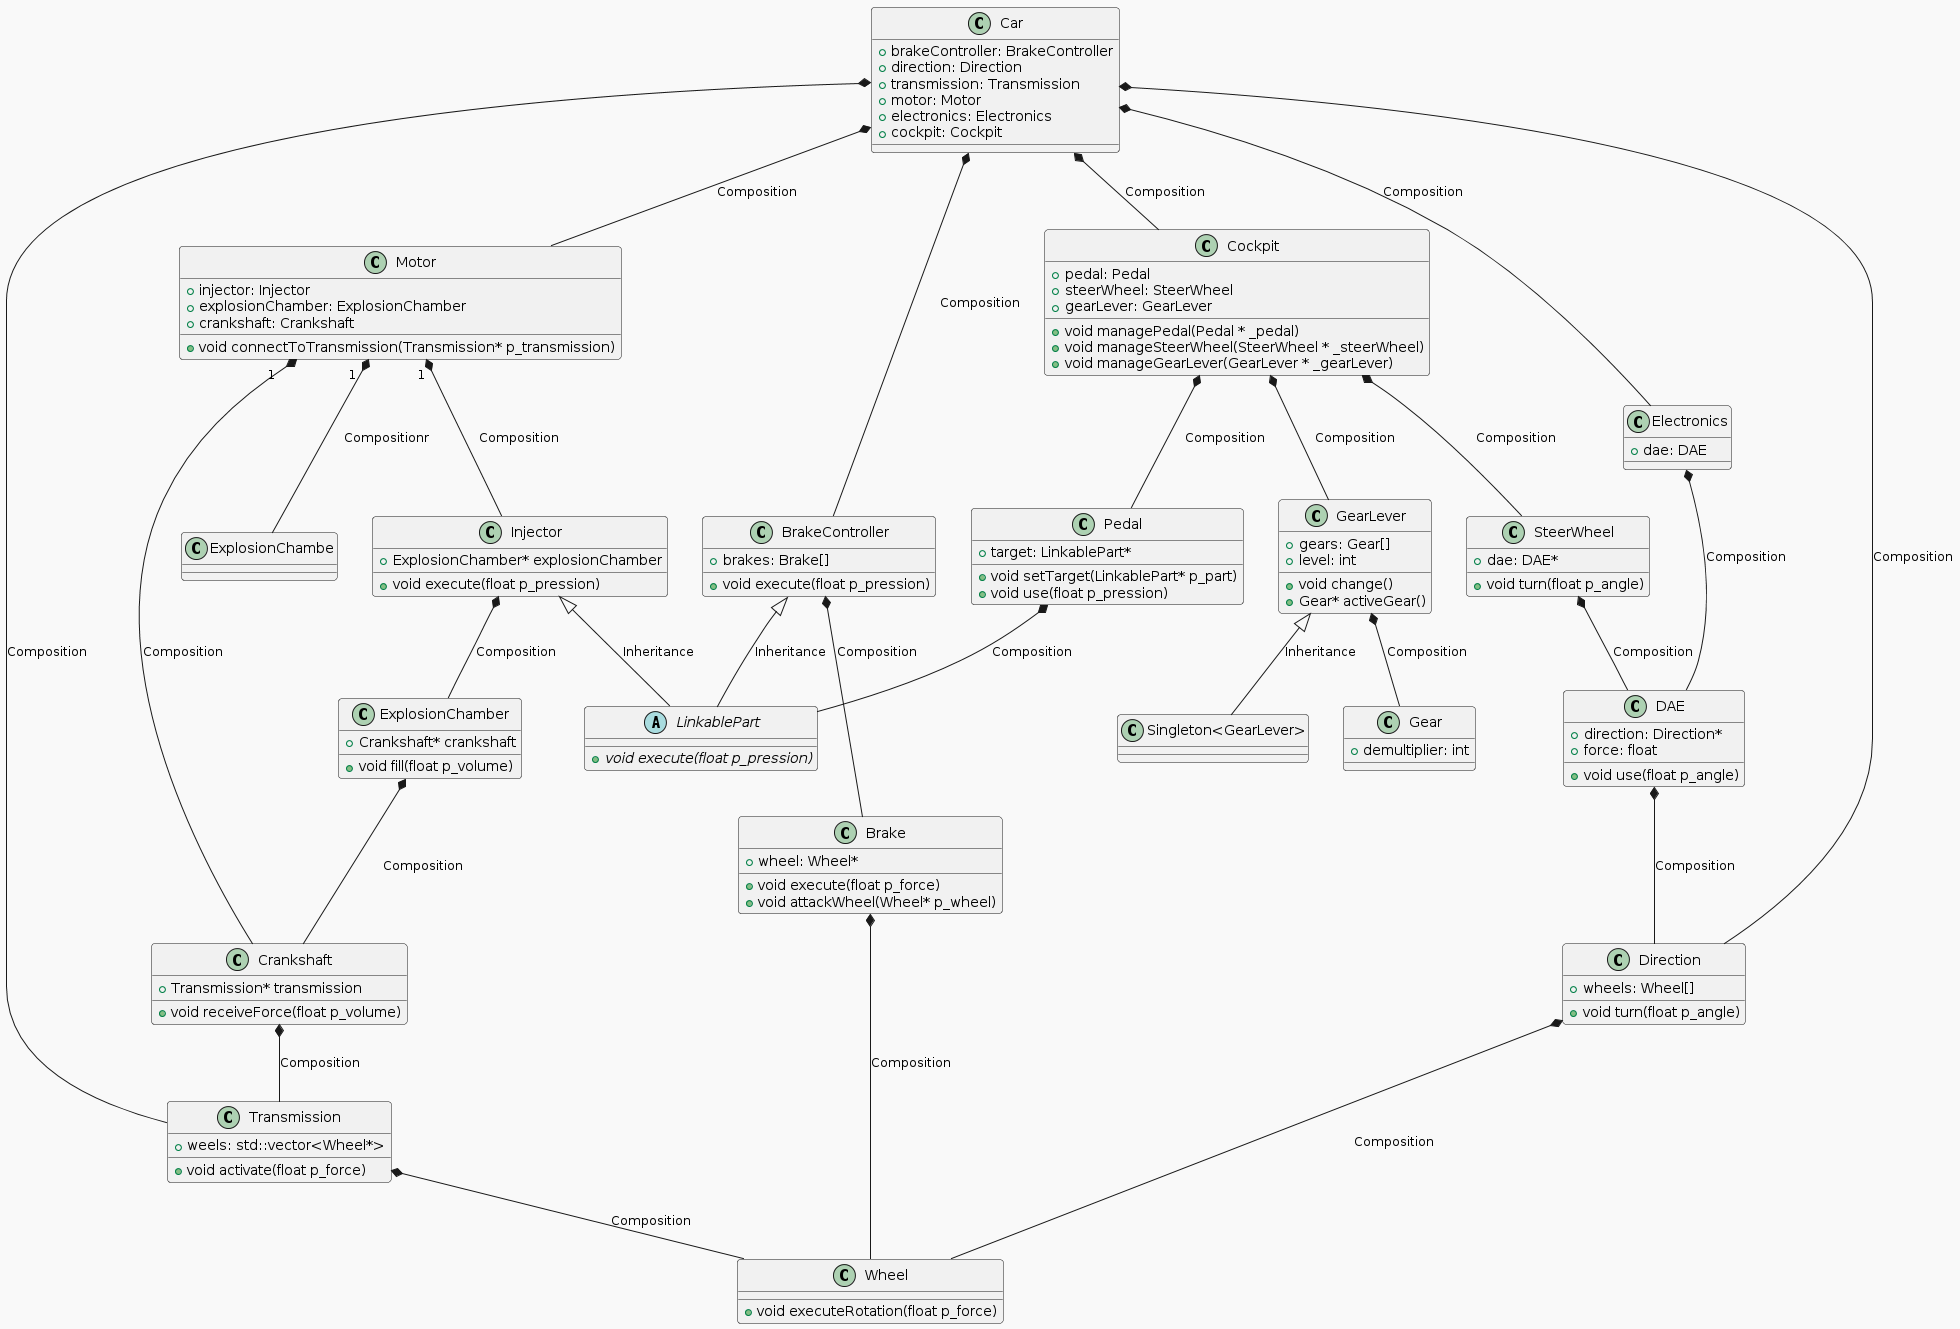 C Car
brakeController: BrakeController
direction: Direction
transmission: Transmission
motor: Motor
electronics: Electronics
cockpit: Cockpit
Composition
Composition
Composition
C Motor
injector: Injector
explosionChamber: ExplosionChamber
crankshaft: Crankshaft
void connectToTransmission(Transmission* p_transmission)
C Cockpit
pedal: Pedal
steerWheel: SteerWheel
gearLever: GearLever
void managePedal(Pedal * _pedal)
void manageSteerWheel(SteerWheel * _steerWheel)
void manageGearLever(GearLever * _gearLever)
Composition
1
1
1
C Electronics
dae: DAE
Compositionr
Composition
Composition
Composition
Composition
C ExplosionChambe
C Injector
ExplosionChamber* explosionChamber
void execute(float p_pression)
C BrakeController
brakes: Brake[]
void execute(float p_pression)
C Pedal
target: LinkablePart*
void setTarget(LinkablePart* p_part)
void use(float p_pression)
C GearLever
gears: Gear[]
level: int
void change()
Gear* activeGear()
C SteerWheel
dae: DAE*
void turn(float p_angle)
Composition
Composition
Composition
Composition
Composition
Inheritance
Inheritance
Composition
Composition
Inheritance
Composition
Composition
C ExplosionChamber
Crankshaft* crankshaft
void fill(float p_volume)
A LinkablePart
void execute(float p_pression)
C Singleton<GearLever>
C Gear
demultiplier: int
C DAE
direction: Direction*
force: float
void use(float p_angle)
Composition
C Brake
wheel: Wheel*
void execute(float p_force)
void attackWheel(Wheel* p_wheel)
Composition
C Crankshaft
Transmission* transmission
void receiveForce(float p_volume)
C Direction
wheels: Wheel[]
void turn(float p_angle)
Composition
Composition
C Transmission
weels: std::vector<Wheel*>
void activate(float p_force)
Composition
Composition
C Wheel
void executeRotation(float p_force)